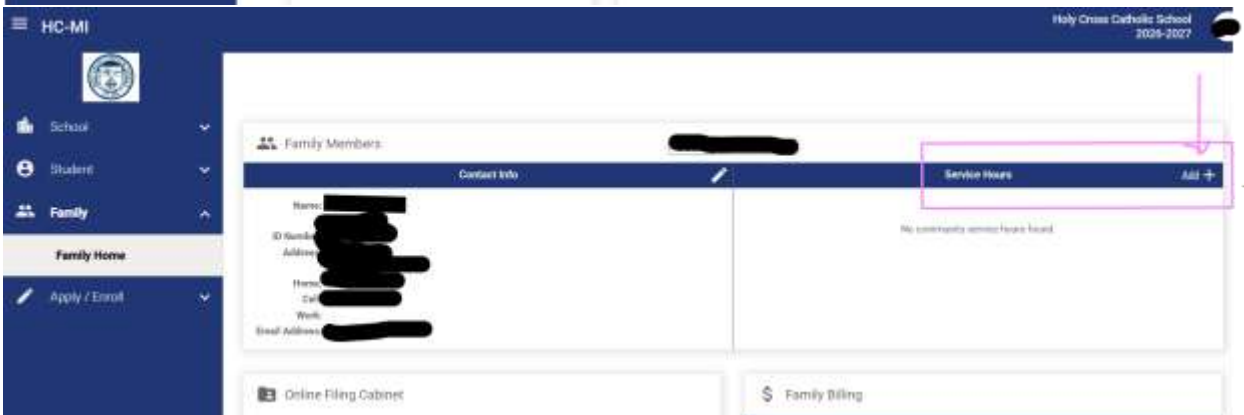 HC-MI
Holy Cross Catholic School
2026-2027
School
Student
Family
Family Home
Apply / Enroll
Family Members
Contact Info
Service Hours
Add +
Name:
ID Number
Address
Home:
Cell
Work:
Email Address:
No community service hours found.
Online Filing Cabinet
$ Family Billing